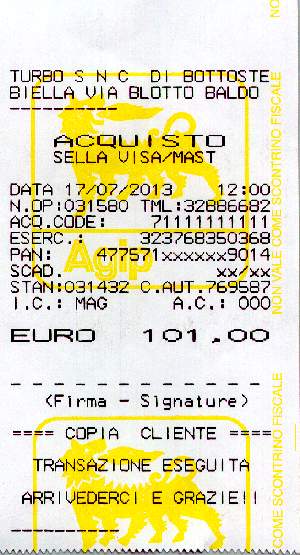 TURBO S N C DI BOTTOSTE
BIELLA VIA BLOTTO BALDO
-----------
ACQUISTO
SELLA VISA/MAST
DATA 17/07/2013 12:00
N.OP:031580 TML:32886682
ACQ.CODE: 71111111111
ESERC.: 323768350368
PAN: 477571xxxxxx9014
SCAD. xx/xx
STAN:031432 C.AUT.769587
I.C.: MAG A.C.: 000
EURO 101,00
- - - - - - - - - - - - -
(Firma - Signature)
==== COPIA CLIENTE ====
TRANSAZIONE ESEGUITA
ARRIVEDERCI E GRAZIE!!
-----------
Agip
NO
NON VALE COME SCONTRINO FISCALE
COME SCONTRINO FISCALE